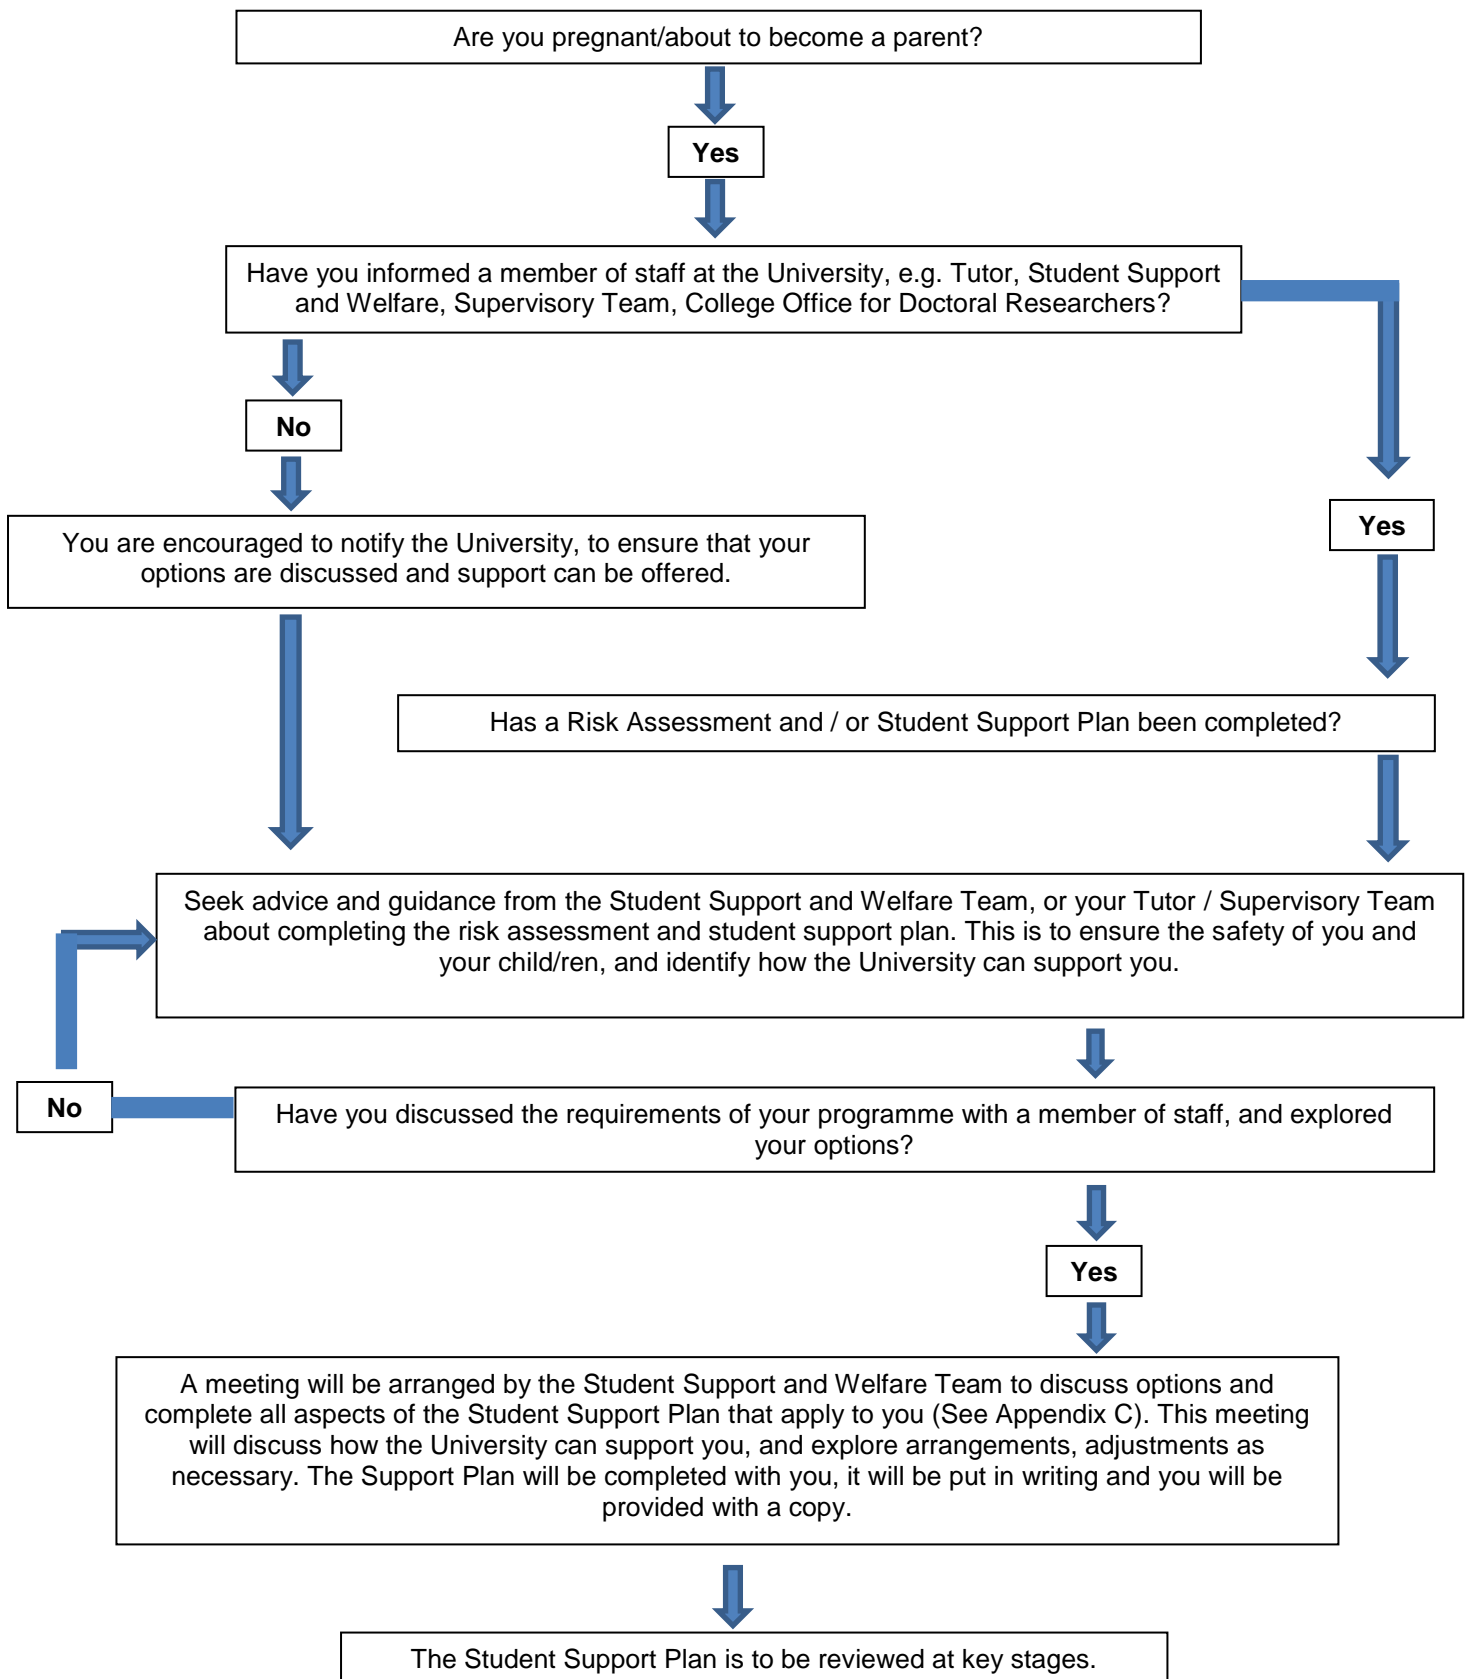 Are you pregnant/about to become a parent?
Yes
Have you informed a member of staff at the University, e.g. Tutor, Student Support
and Welfare, Supervisory Team, College Office for Doctoral Researchers?
No
You are encouraged to notify the University, to ensure that your
options are discussed and support can be offered.
Yes
Has a Risk Assessment and / or Student Support Plan been completed?
Seek advice and guidance from the Student Support and Welfare Team, or your Tutor / Supervisory Team
about completing the risk assessment and student support plan. This is to ensure the safety of you and
your child/ren, and identify how the University can support you.
No
Have you discussed the requirements of your programme with a member of staff, and explored
your options?
Yes
A meeting will be arranged by the Student Support and Welfare Team to discuss options and
complete all aspects of the Student Support Plan that apply to you (See Appendix C). This meeting
will discuss how the University can support you, and explore arrangements, adjustments as
necessary. The Support Plan will be completed with you, it will be put in writing and you will be
provided with a copy.
The Student Support Plan is to be reviewed at key stages.